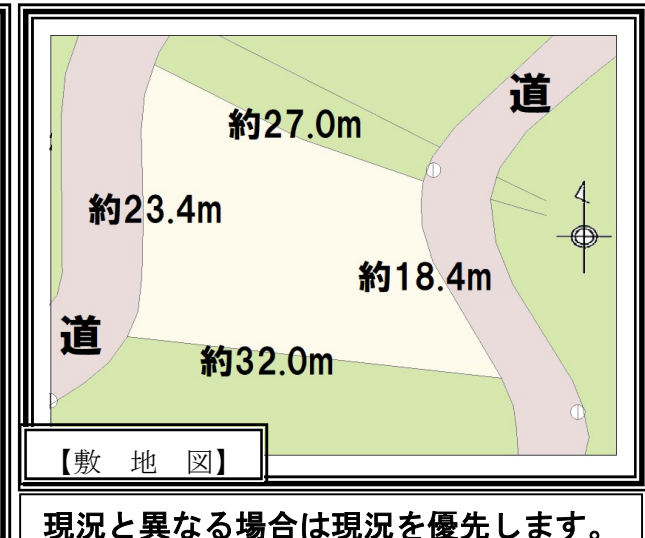 道
約27.0m
約23.4m
約18.4m
道
約32.0m
【敷 地 図】
現況と異なる場合は現況を優先します。